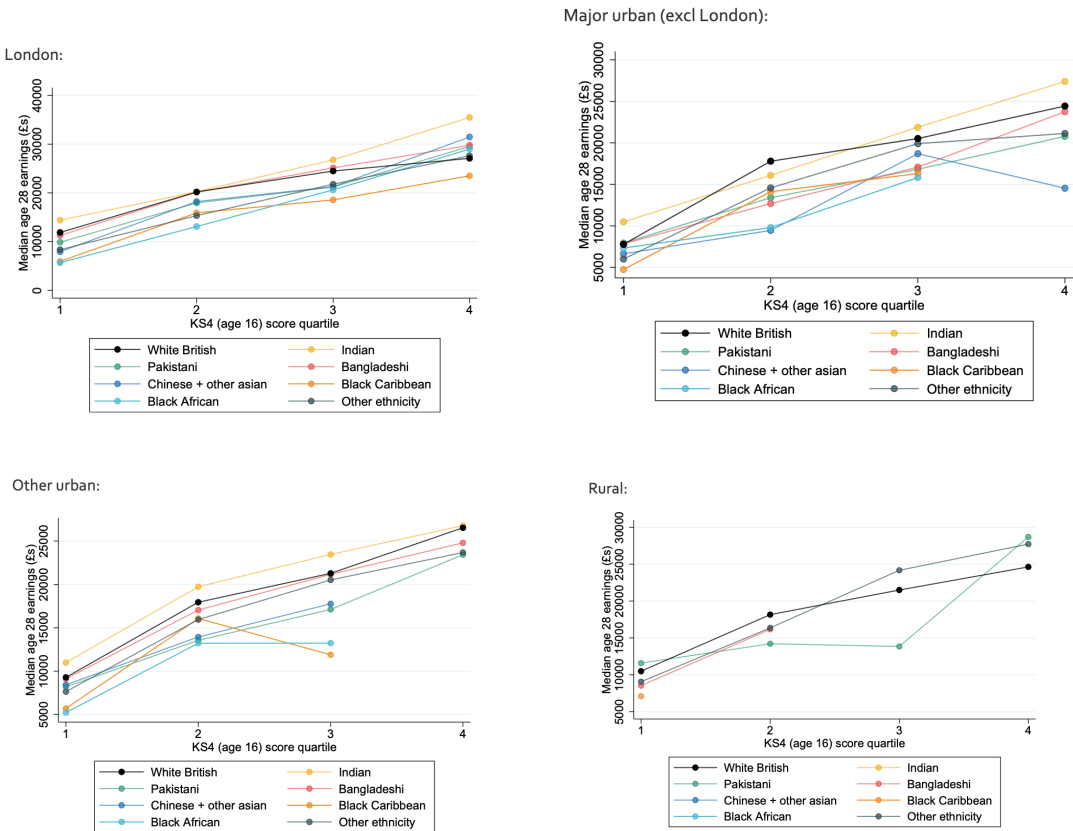 London:
Median age 28 earnings (£s)
40000
30000
20000
10000
0
1 2 3 4
KS4 (age 16) score quartile
White British Indian
Pakistani Bangladeshi
Chinese + other asian Black Caribbean
Black African Other ethnicity
Major urban (excl London):
Median age 28 earnings (£s)
30000
25000
20000
15000
10000
5000
1 2 3 4
KS4 (age 16) score quartile
White British Indian
Pakistani Bangladeshi
Chinese + other asian Black Caribbean
Black African Other ethnicity
Other urban:
Median age 28 earnings (£s)
25000
20000
15000
10000
5000
1 2 3 4
KS4 (age 16) score quartile
White British Indian
Pakistani Bangladeshi
Chinese + other asian Black Caribbean
Black African Other ethnicity
Rural:
Median age 28 earnings (£s)
30000
25000
20000
15000
10000
5000
1 2 3 4
KS4 (age 16) score quartile
White British Indian
Pakistani Bangladeshi
Chinese + other asian Black Caribbean
Black African Other ethnicity